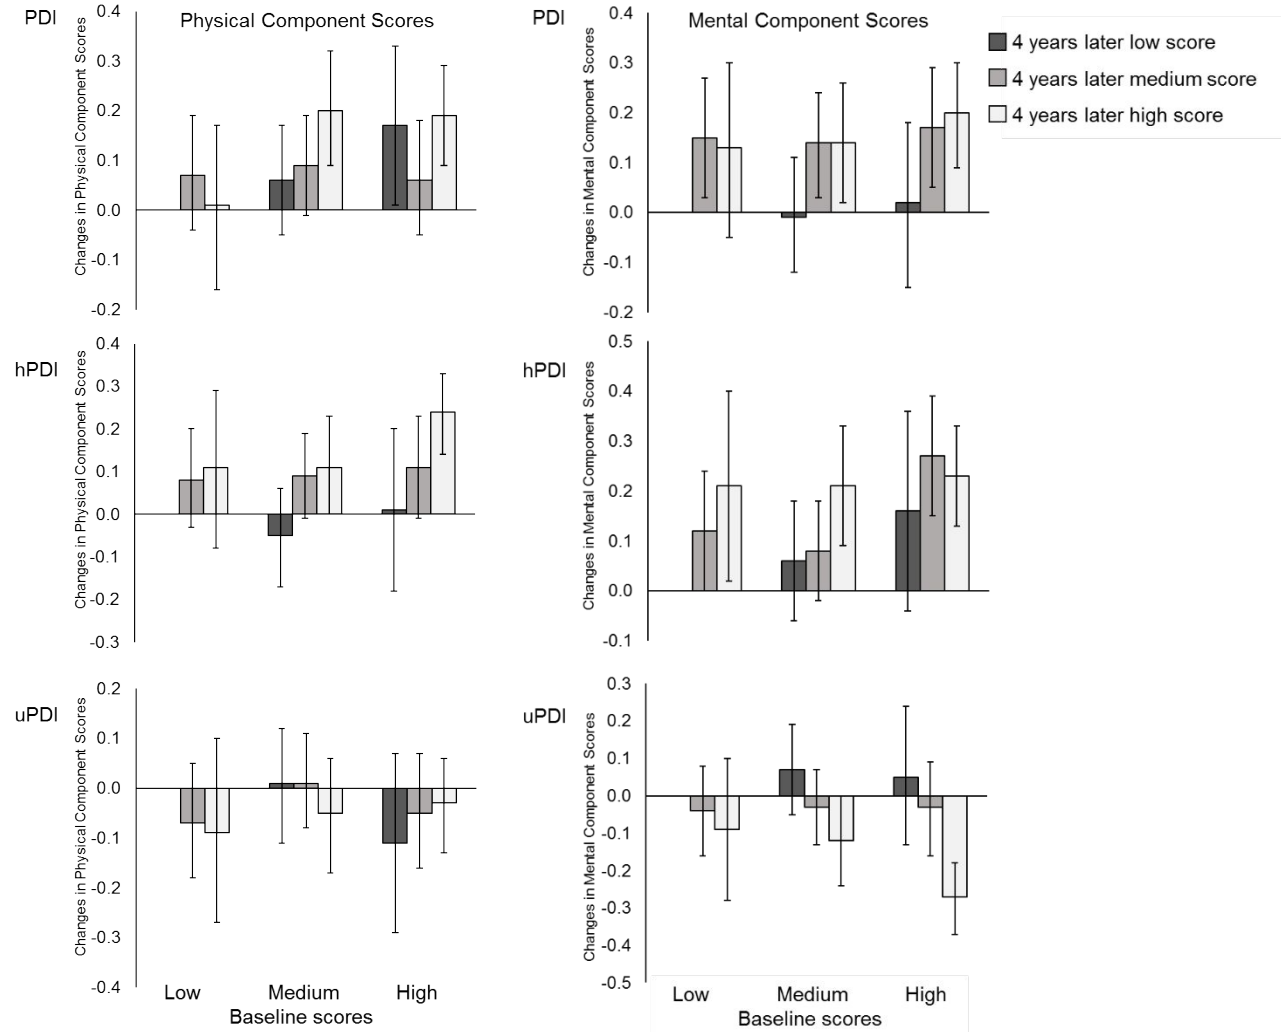 PDI
Physical Component Scores
Changes in Physical Component Scores
0.4
0.3
0.2
0.1
0.0
-0.1
-0.2
PDI
Mental Component Scores
Changes in Mental Component Scores
0.4
0.3
0.2
0.1
0.0
-0.1
-0.2
4 years later low score
4 years later medium score
4 years later high score
hPDI
Changes in Physical Component Scores
0.4
0.3
0.2
0.1
0.0
-0.1
-0.2
-0.3
hPDI
Changes in Mental Component Scores
0.5
0.4
0.3
0.2
0.1
0.0
-0.1
uPDI
Changes in Physical Component Scores
0.2
0.1
0.0
-0.1
-0.2
-0.3
-0.4
Low Medium High
Baseline scores
uPDI
Changes in Mental Component Scores
0.3
0.2
0.1
0.0
-0.1
-0.2
-0.3
-0.4
-0.5
Low Medium High
Baseline scores